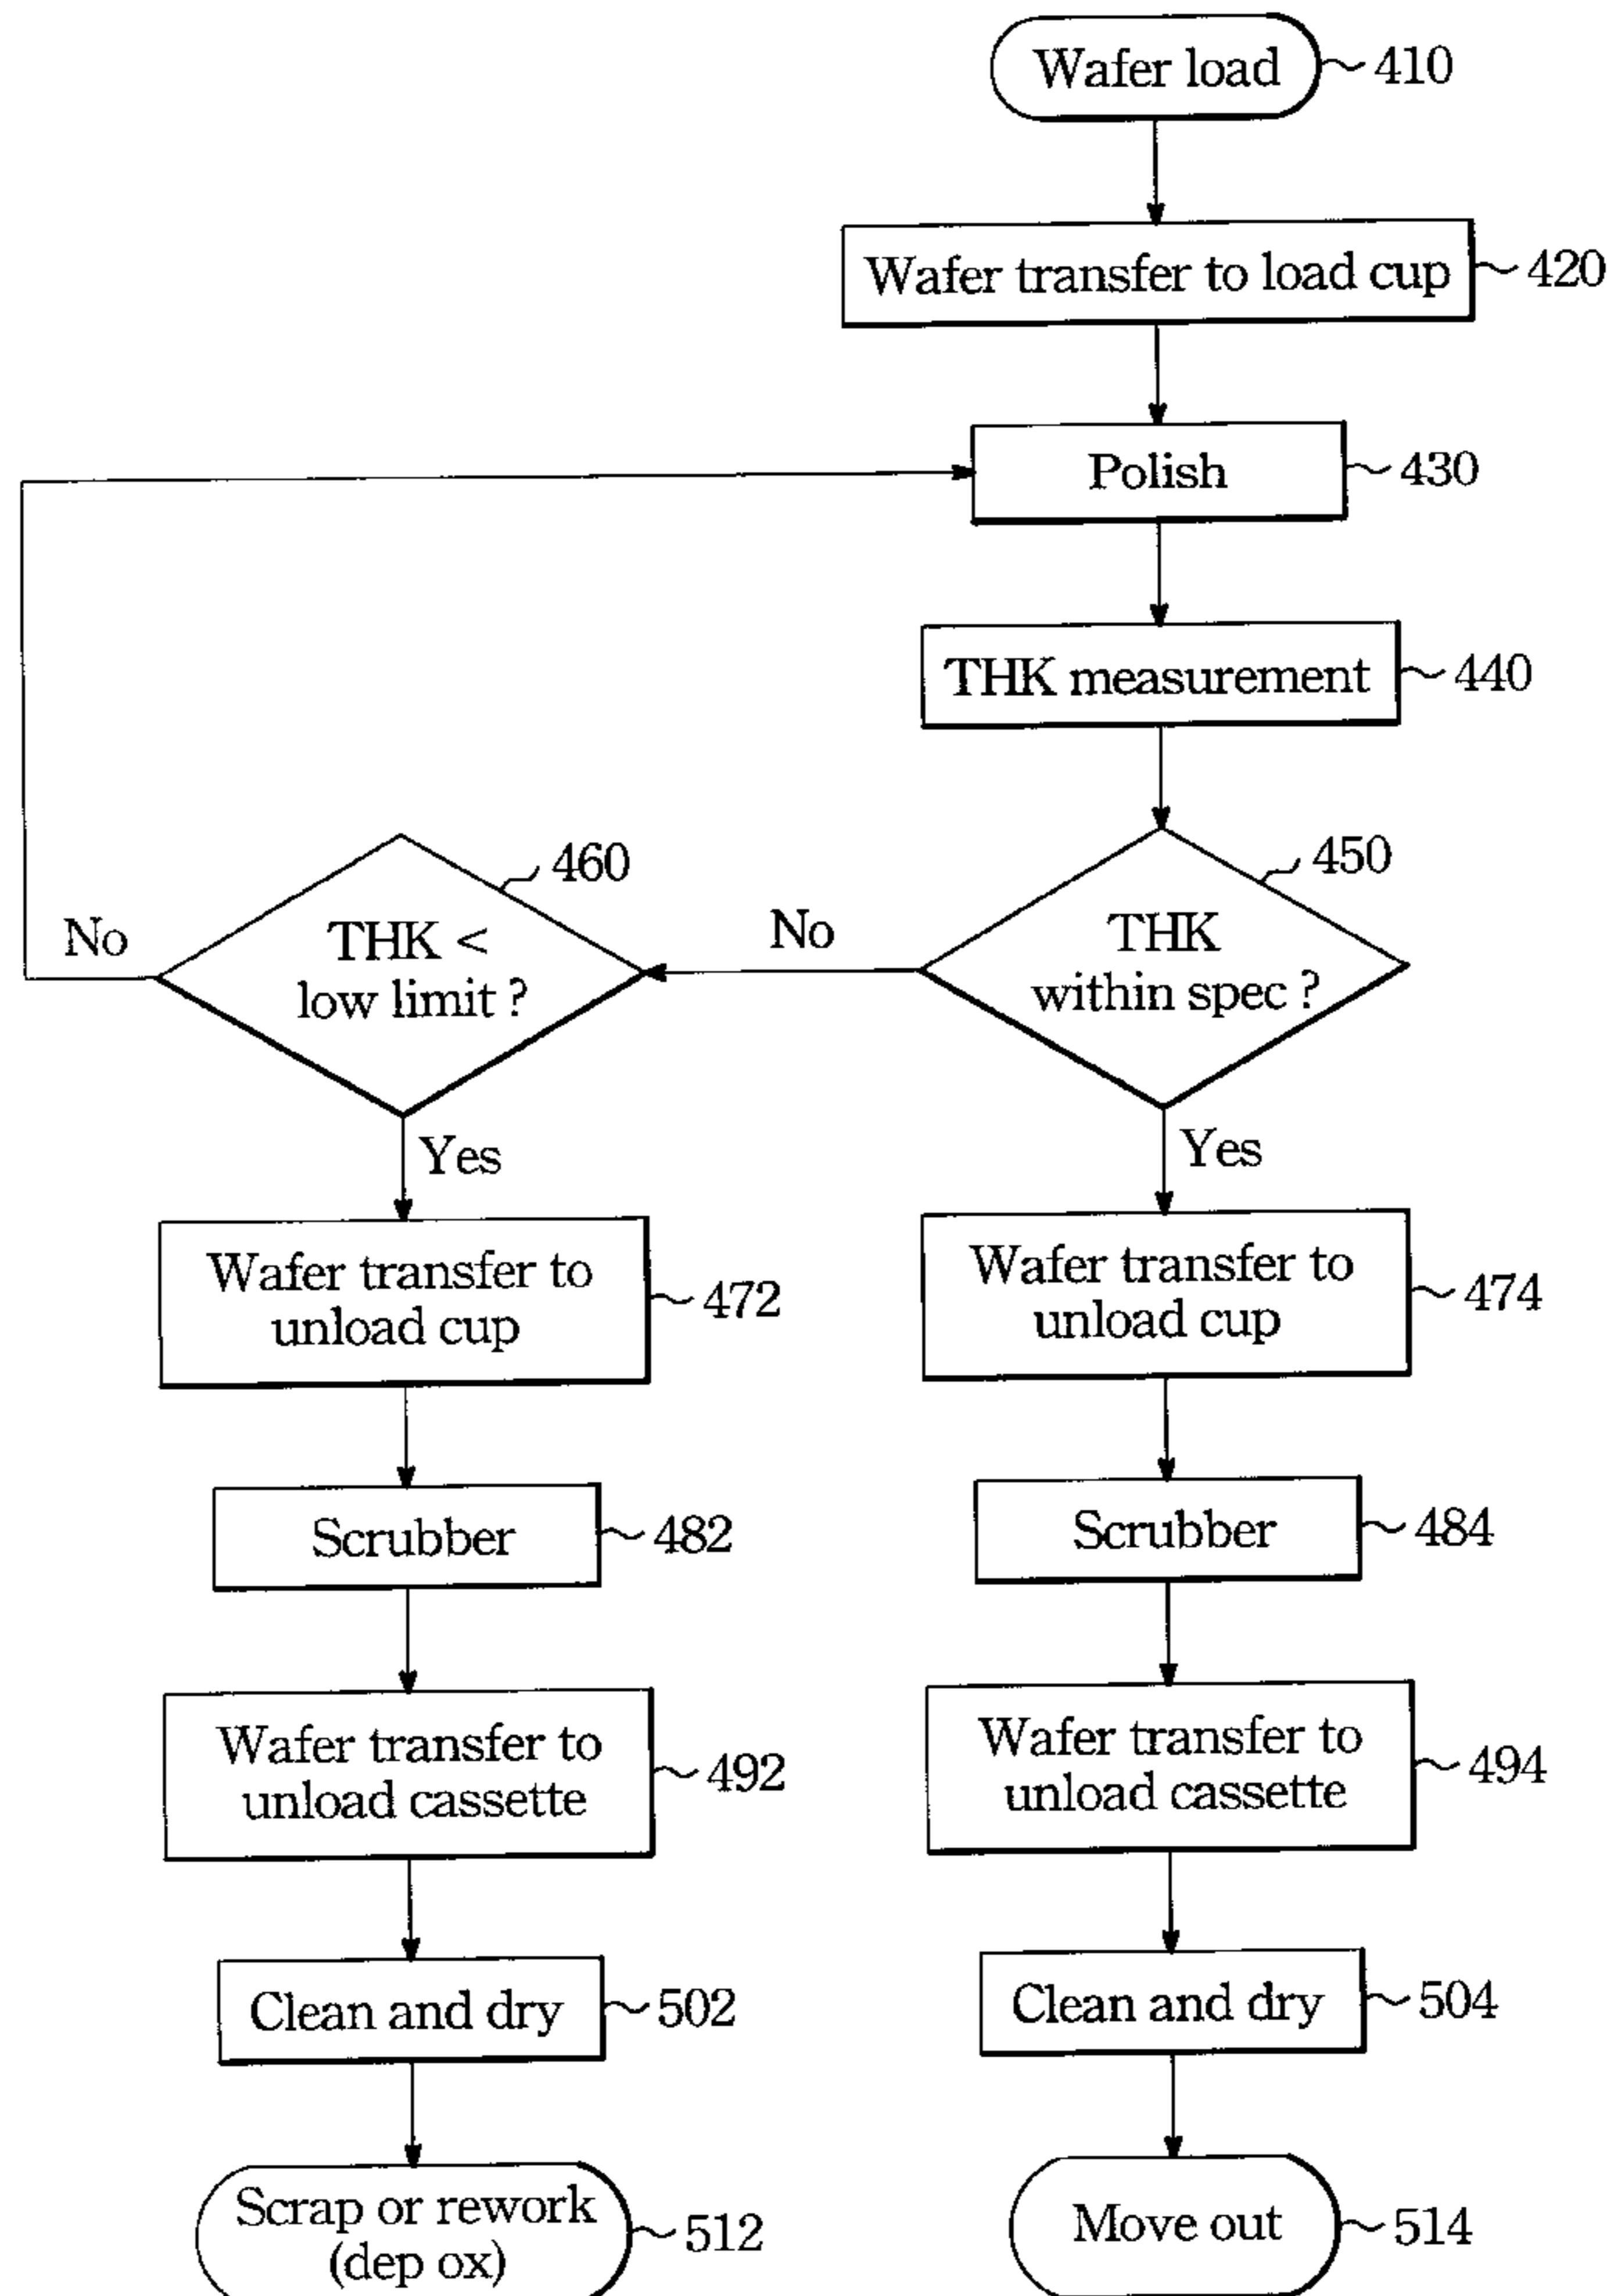 Wafer load 410
Wafer transfer to load cup 420
Polish 430
THK measurement 440
450
THK
within spec ?
No
Yes
460
THK <
low limit ?
No
Yes
Wafer transfer to
unload cup
472
Wafer transfer to
unload cup
474
Scrubber 482
Scrubber 484
Wafer transfer to
unload cassette
492
Wafer transfer to
unload cassette
494
Clean and dry 502
Clean and dry 504
Scrap or rework
(dep ox)
512
Move out 514